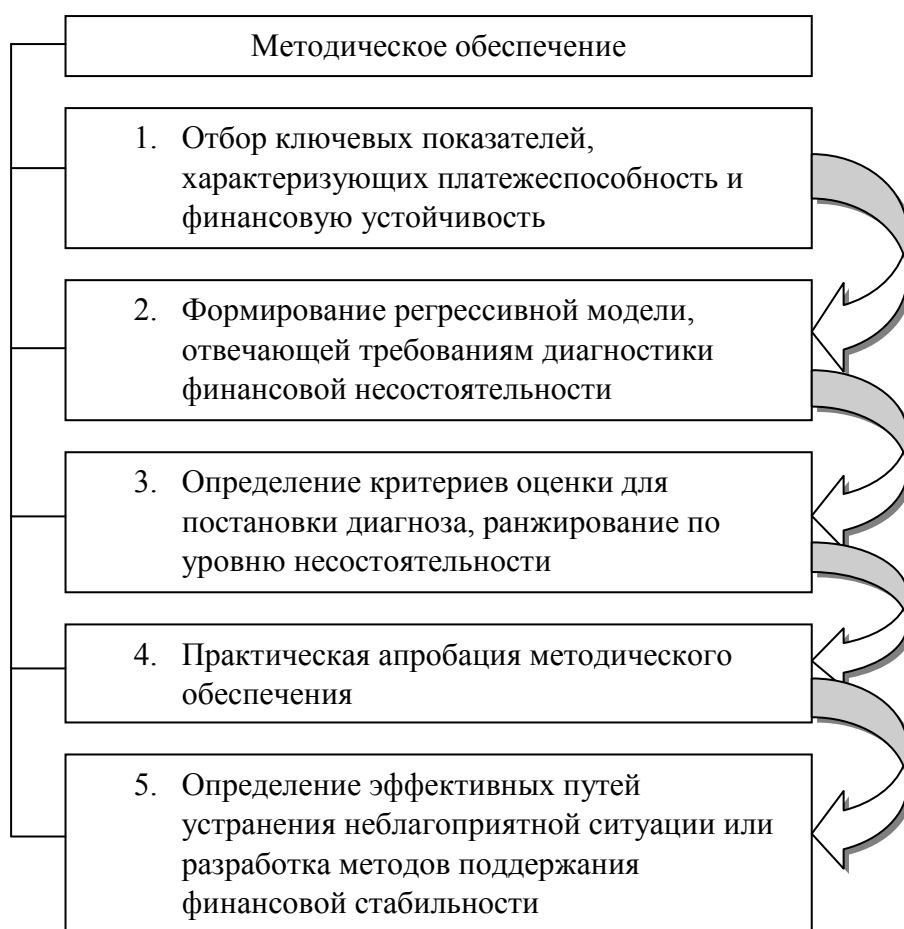 Методическое обеспечение
1. Отбор ключевых показателей,
характеризующих платежеспособность и
финансовую устойчивость
2. Формирование регрессивной модели,
отвечающей требованиям диагностики
финансовой несостоятельности
3. Определение критериев оценки для
постановки диагноза, ранжирование по
уровню несостоятельности
4. Практическая апробация методического
обеспечения
5. Определение эффективных путей
устранения неблагоприятной ситуации или
разработка методов поддержания
финансовой стабильности